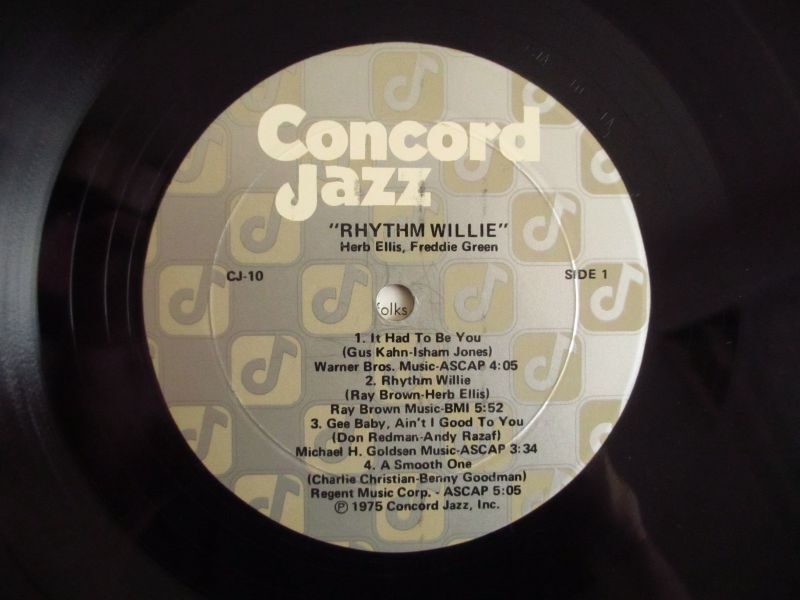 Concord
Jazz
"RHYTHM WILLIE"
Herb Ellis, Freddie Green
CJ-10 SIDE 1
folks
1. It Had To Be You
(Gus Kahn-Isham Jones)
Warner Bros. Music-ASCAP 4:05
2. Rhythm Willie
(Ray Brown-Herb Ellis)
Ray Brown Music-BMI 5:52
3. Gee Baby, Ain't I Good To You
(Don Redman-Andy Razaf)
Michael H. Goldsen Music-ASCAP 3:34
4. A Smooth One
(Charlie Christian-Benny Goodman)
Regent Music Corp. - ASCAP 5:05
℗ 1975 Concord Jazz, Inc.